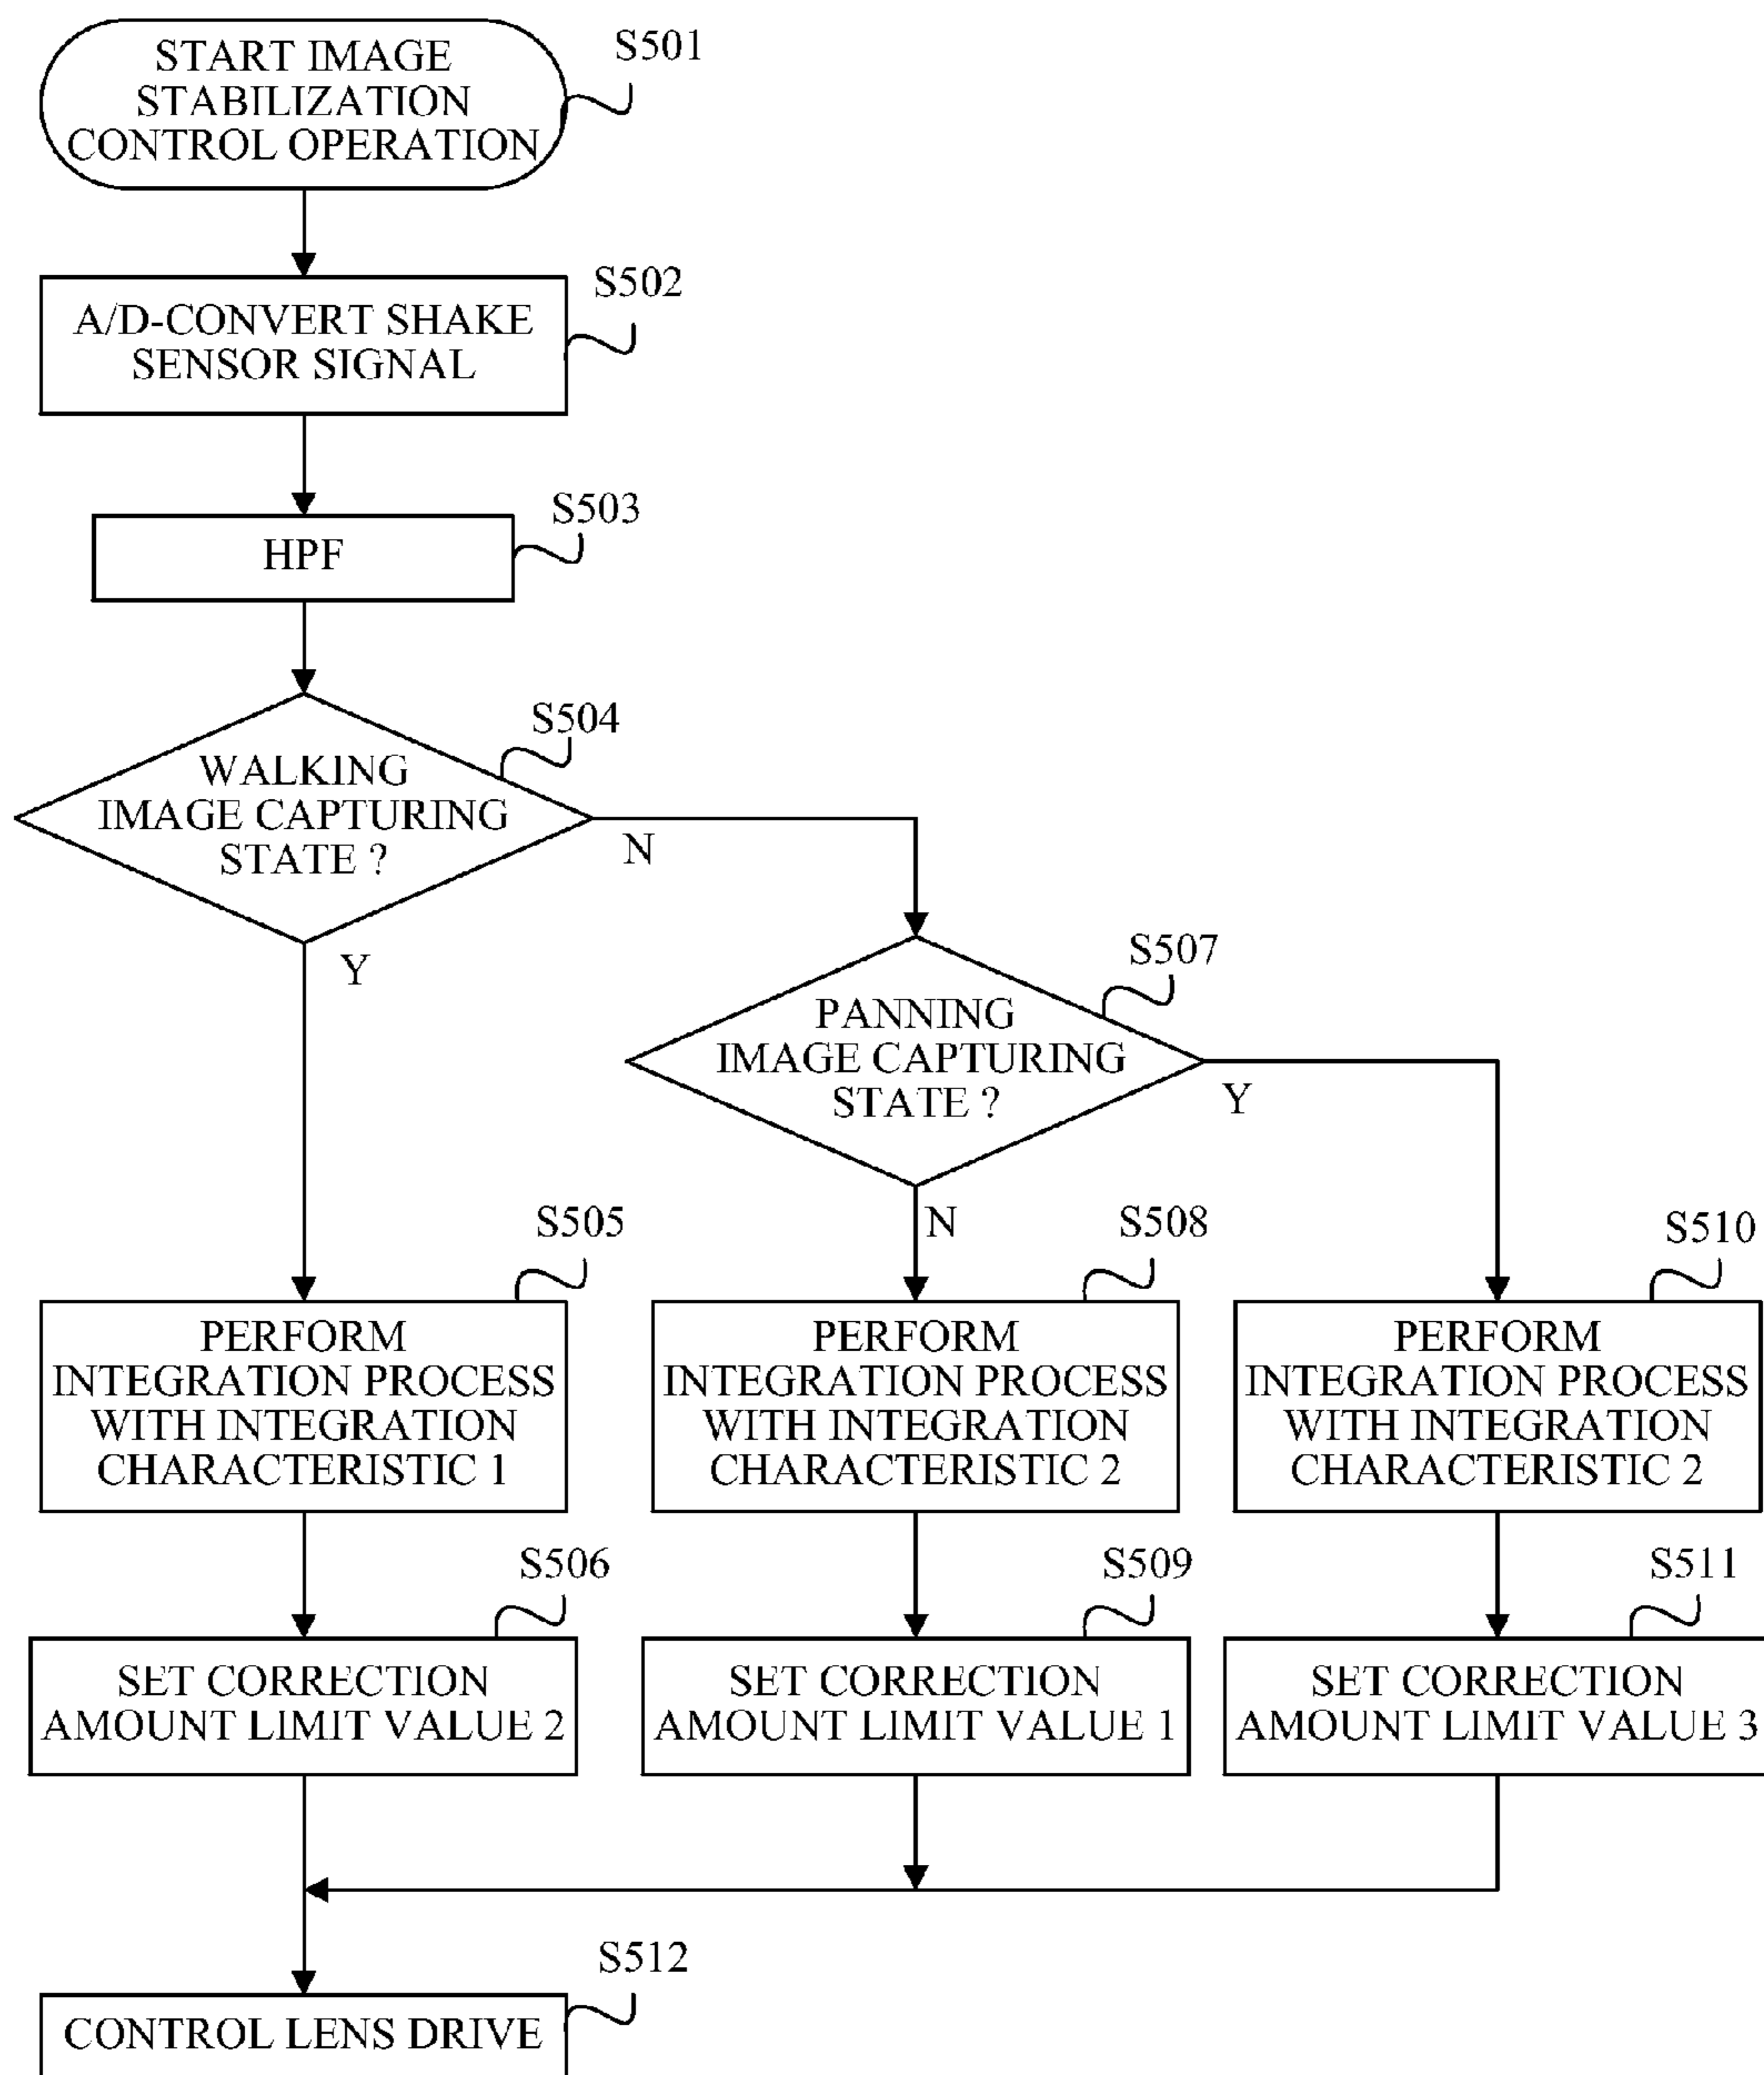 START IMAGE
STABILIZATION
CONTROL OPERATION
S501
S502
A/D-CONVERT SHAKE
SENSOR SIGNAL
S503
HPF
S504
WALKING
IMAGE CAPTURING
STATE ?
N
Y
S507
PANNING
IMAGE CAPTURING
STATE ?
Y
N
S505
PERFORM
INTEGRATION PROCESS
WITH INTEGRATION
CHARACTERISTIC 1
S508
PERFORM
INTEGRATION PROCESS
WITH INTEGRATION
CHARACTERISTIC 2
S510
PERFORM
INTEGRATION PROCESS
WITH INTEGRATION
CHARACTERISTIC 2
S506
SET CORRECTION
AMOUNT LIMIT VALUE 2
S509
SET CORRECTION
AMOUNT LIMIT VALUE 1
S511
SET CORRECTION
AMOUNT LIMIT VALUE 3
S512
CONTROL LENS DRIVE